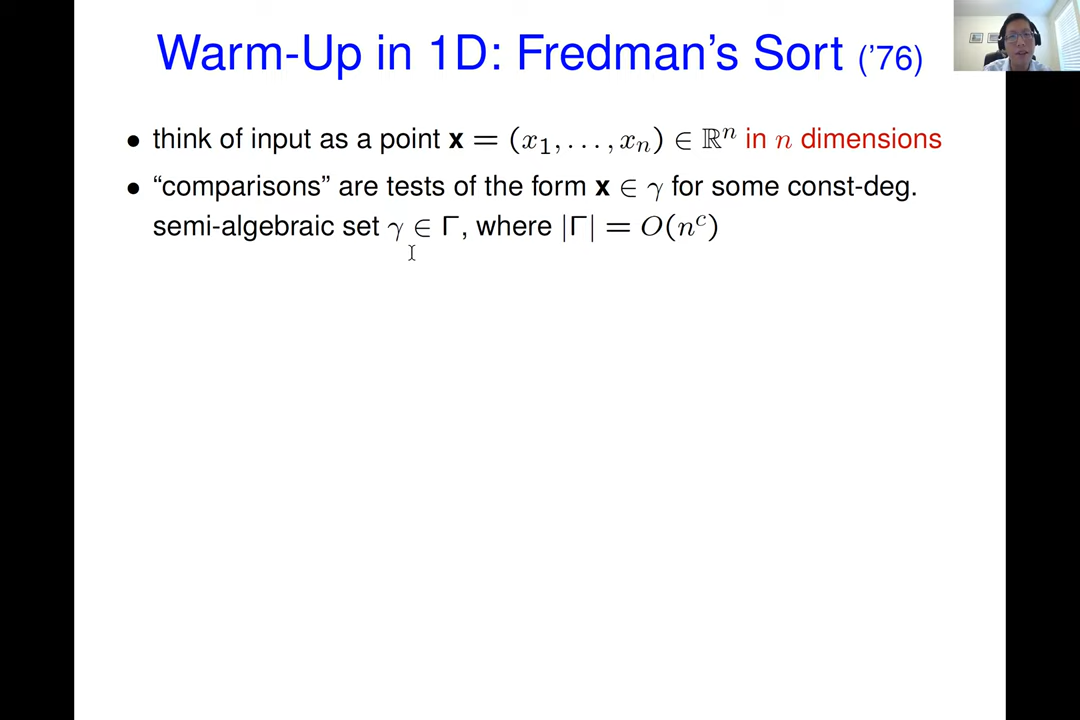 Warm-Up in 1D: Fredman's Sort ('76)
• think of input as a point x = (x₁, . . . , xₙ) ∈ ℝⁿ in n dimensions
• “comparisons” are tests of the form x ∈ γ for some const-deg.
semi-algebraic set γ ∈ Γ, where |Γ| = O(nᶜ)